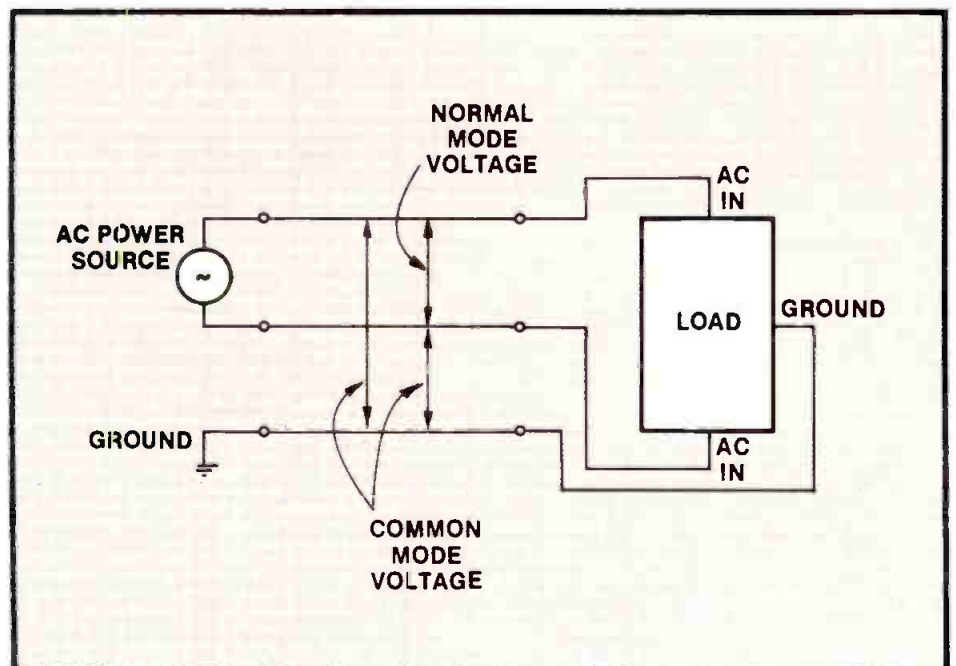 NORMAL
MODE
VOLTAGE
AC
IN
AC POWER
SOURCE
~
LOAD
GROUND
GROUND
AC
IN
COMMON
MODE
VOLTAGE